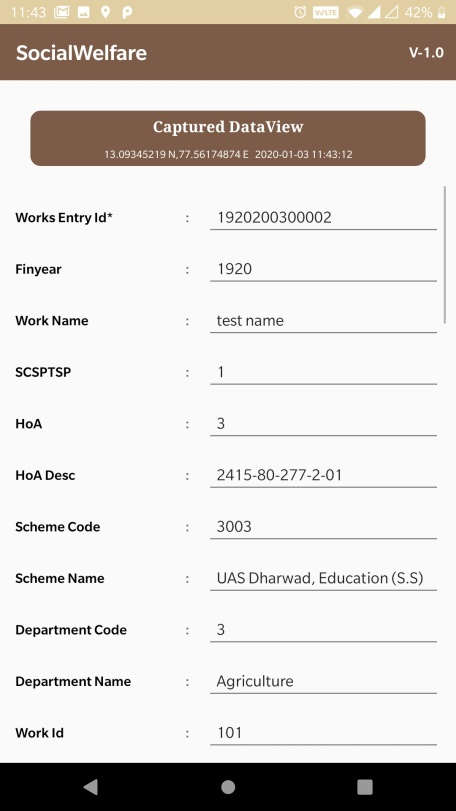 11:43 VoLTE 42%
SocialWelfare V-1.0
Captured DataView
13.09345219 N,77.56174874 E 2020-01-03 11:43:12
Works Entry Id* : 1920200300002
Finyear : 1920
Work Name : test name
SCSPTSP : 1
HoA : 3
HoA Desc : 2415-80-277-2-01
Scheme Code : 3003
Scheme Name : UAS Dharwad, Education (S.S)
Department Code : 3
Department Name : Agriculture
Work Id : 101